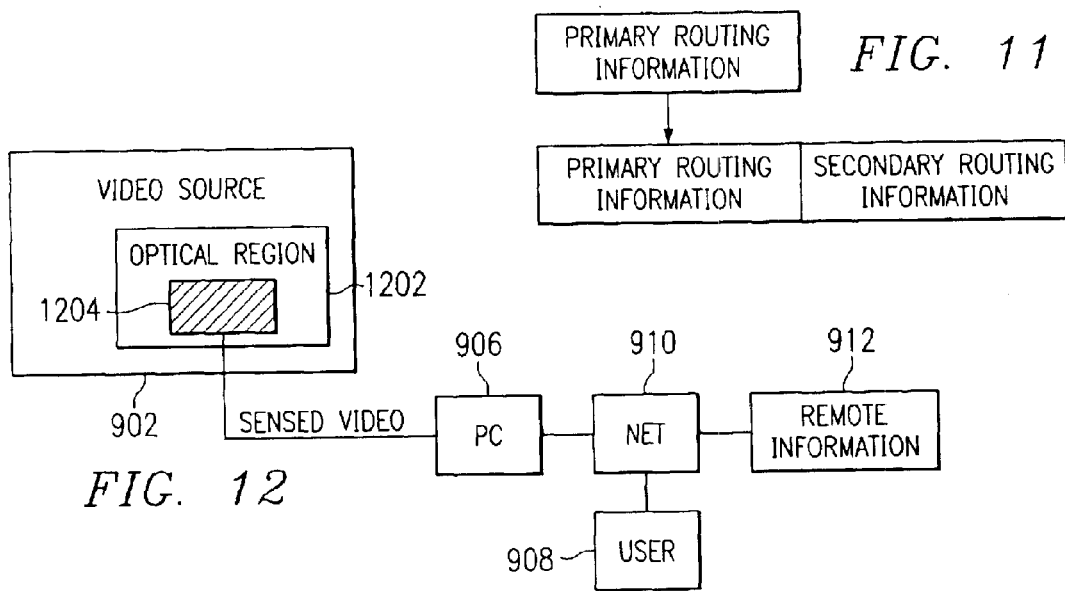 PRIMARY ROUTING
INFORMATION
FIG. 11
PRIMARY ROUTING
INFORMATION
SECONDARY ROUTING
INFORMATION
VIDEO SOURCE
OPTICAL REGION
1204
1202
902
SENSED VIDEO
906
PC
910
NET
912
REMOTE
INFORMATION
908
USER
FIG. 12